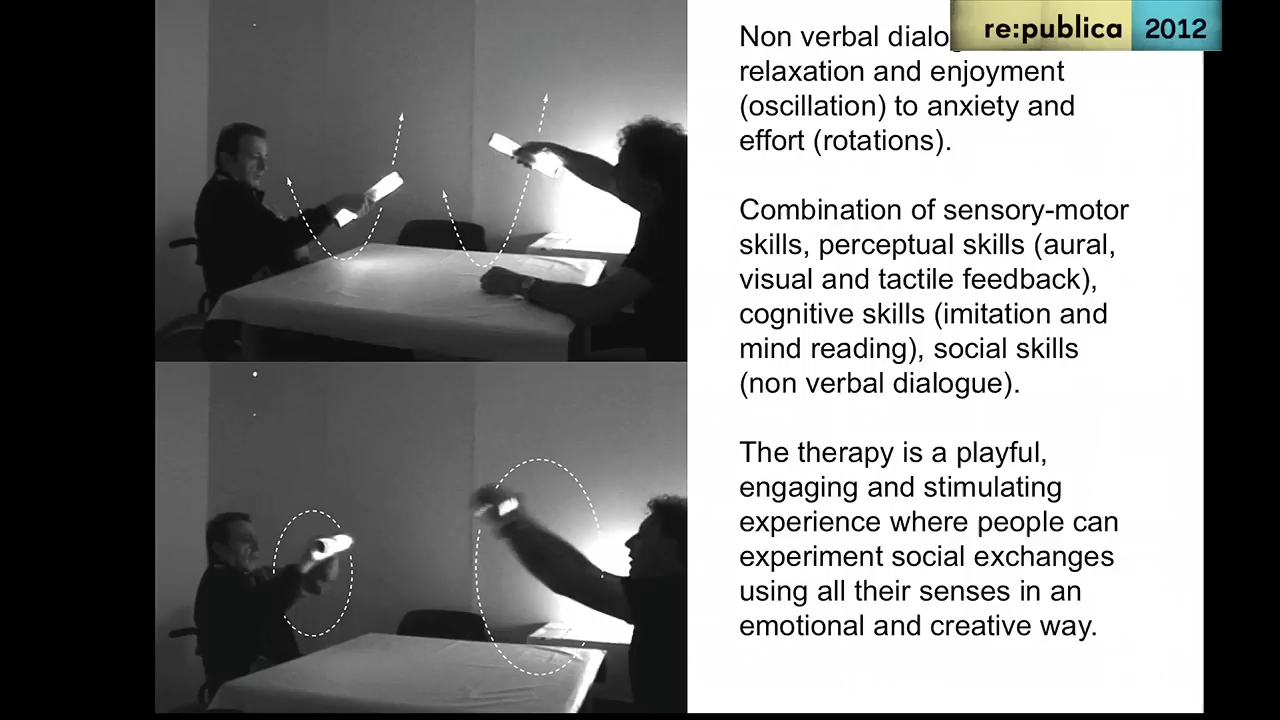 re:publica 2012
Non verbal
relaxation and enjoyment
(oscillation) to anxiety and
effort (rotations).
Combination of sensory-motor
skills, perceptual skills (aural,
visual and tactile feedback),
cognitive skills (imitation and
mind reading), social skills
(non verbal dialogue).
The therapy is a playful,
engaging and stimulating
experience where people can
experiment social exchanges
using all their senses in an
emotional and creative way.